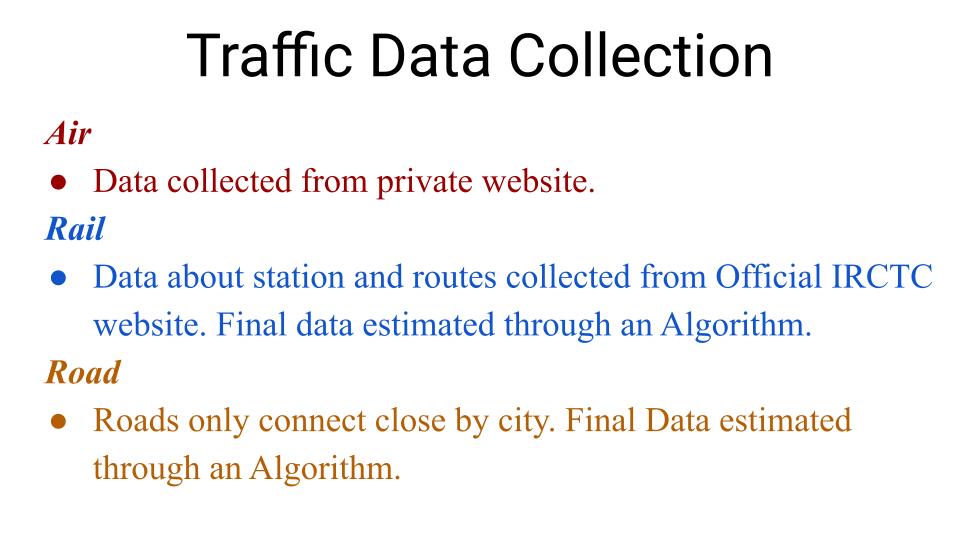 Traffic Data Collection
Air
● Data collected from private website.
Rail
● Data about station and routes collected from Official IRCTC
website. Final data estimated through an Algorithm.
Road
● Roads only connect close by city. Final Data estimated
through an Algorithm.